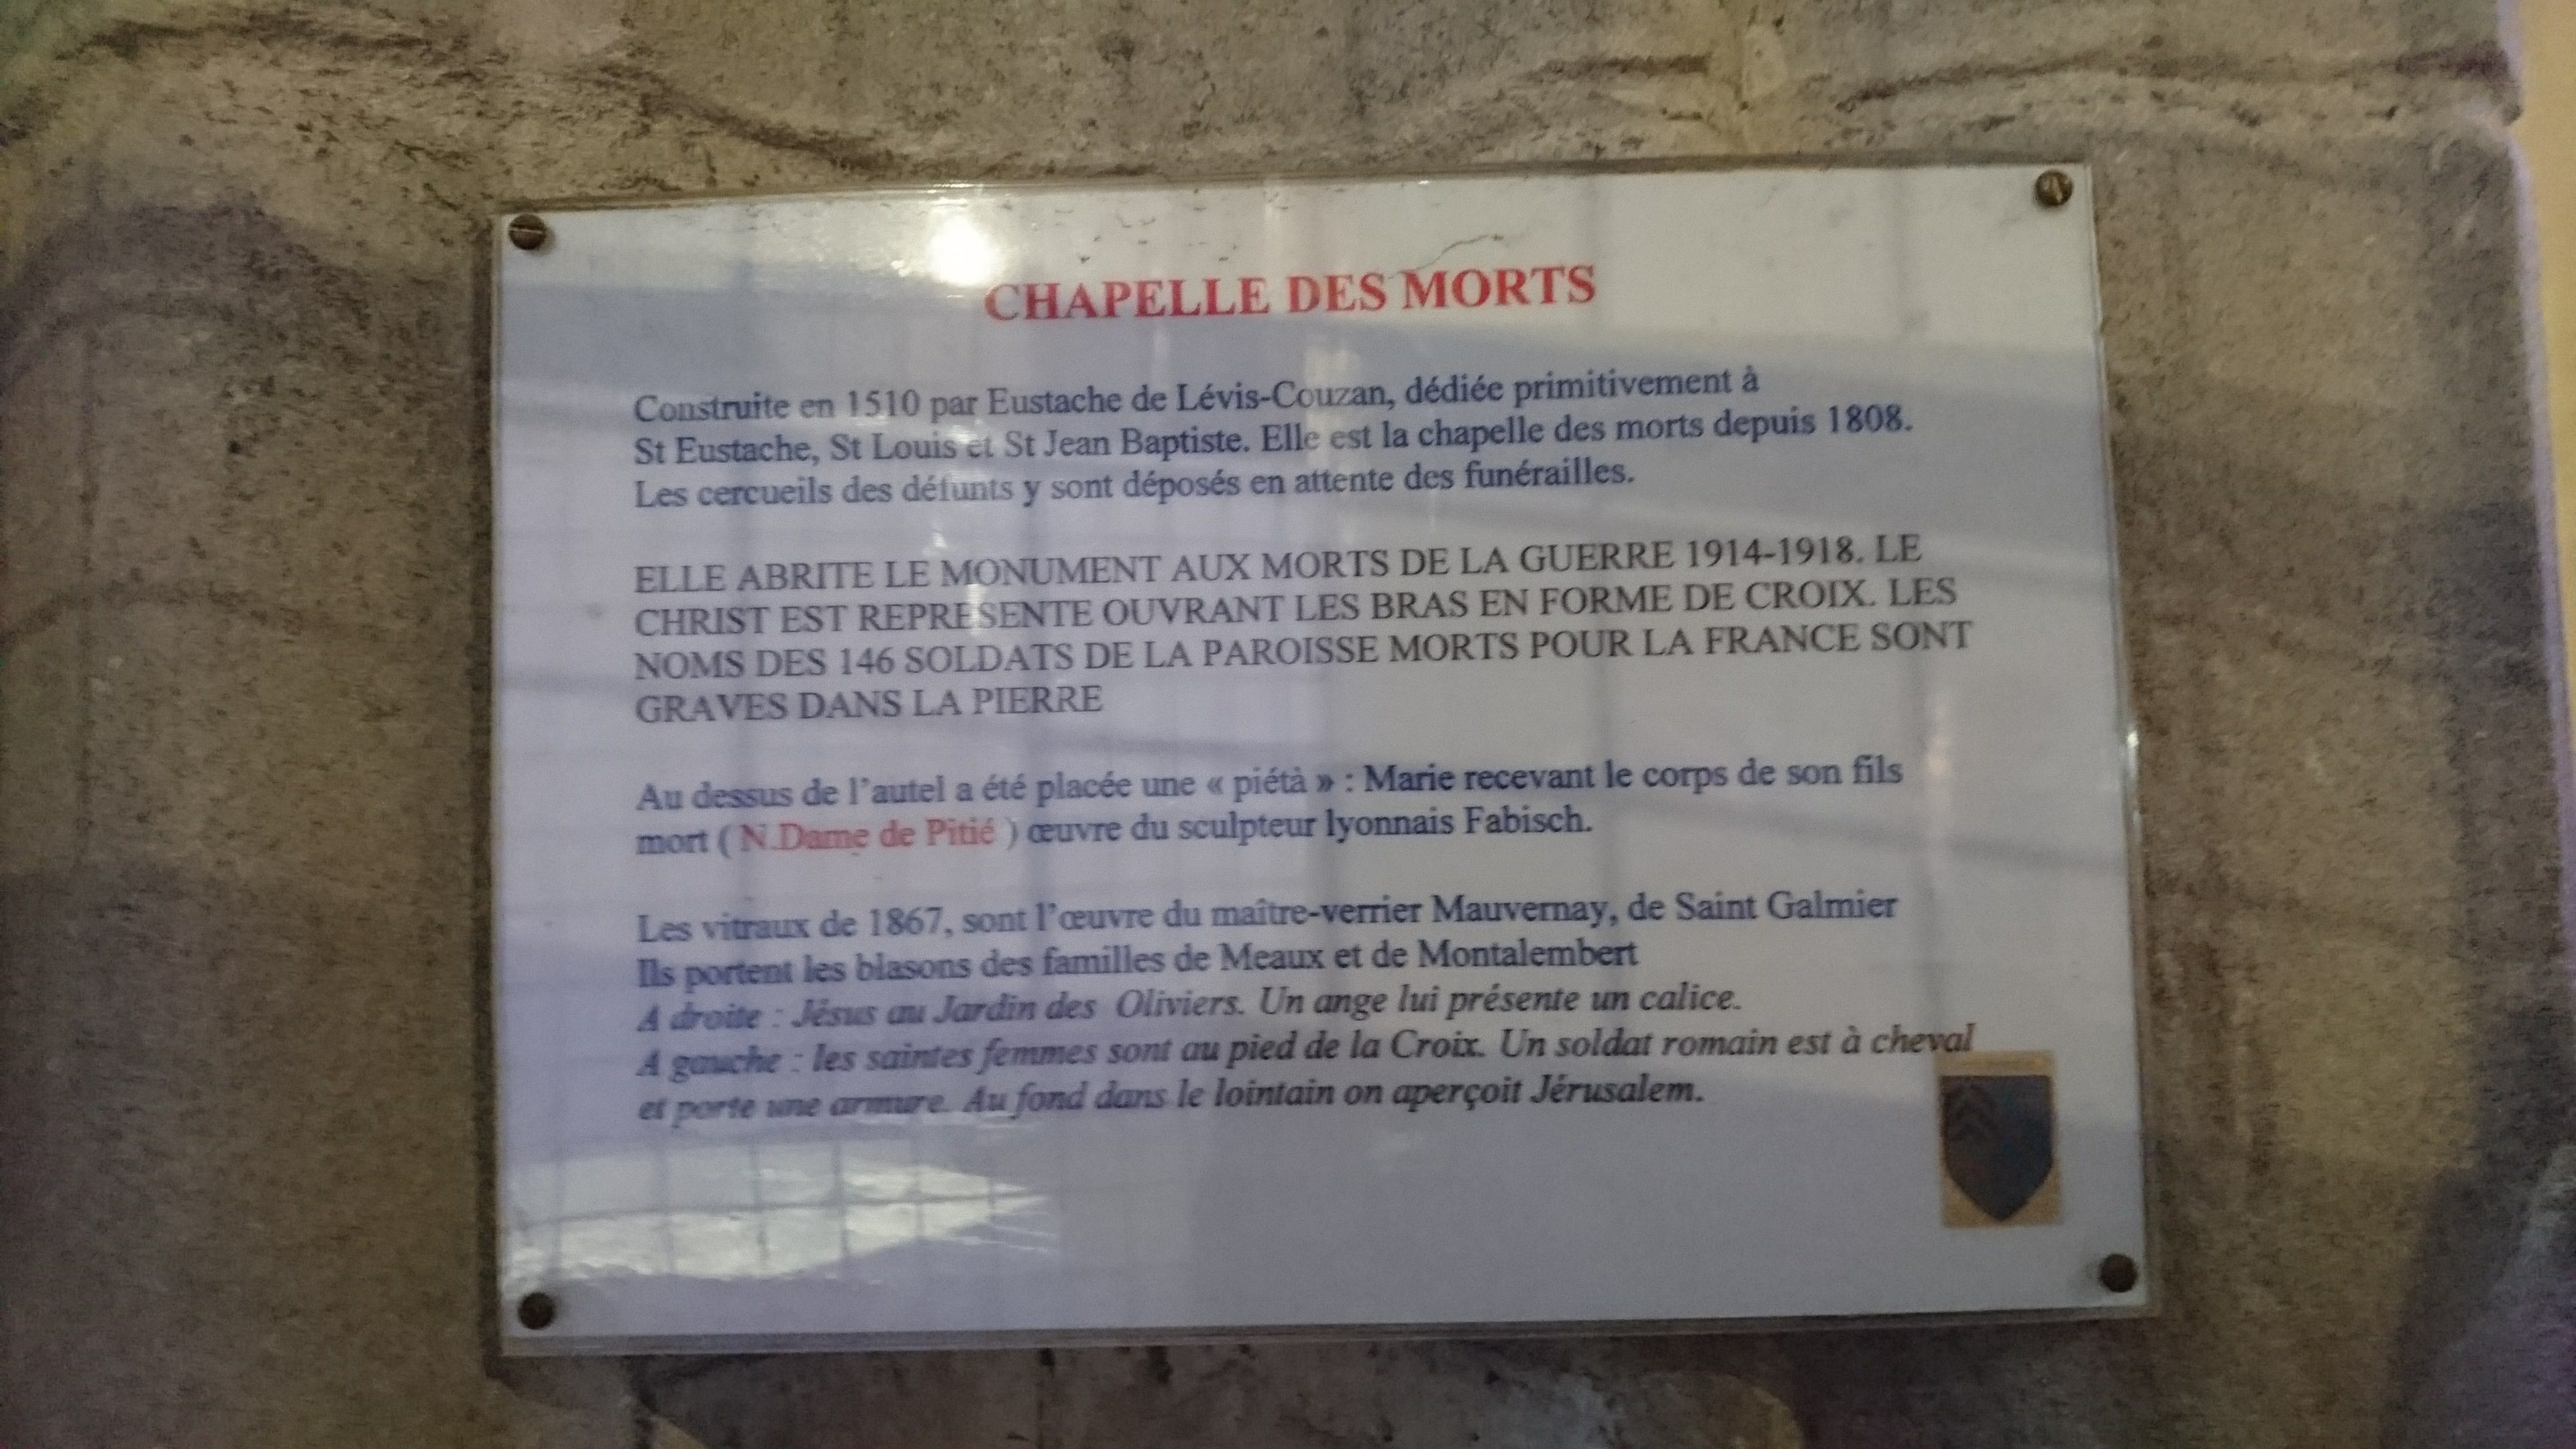 CHAPELLE DES MORTS
Construite en 1510 par Eustache de Lévis-Couzan, dédiée primitivement à
St Eustache, St Louis et St Jean Baptiste. Elle est la chapelle des morts depuis 1808.
Les cercueils des défunts y sont déposés en attente des funérailles.
ELLE ABRITE LE MONUMENT AUX MORTS DE LA GUERRE 1914-1918. LE
CHRIST EST REPRESENTE OUVRANT LES BRAS EN FORME DE CROIX. LES
NOMS DES 146 SOLDATS DE LA PAROISSE MORTS POUR LA FRANCE SONT
GRAVES DANS LA PIERRE
Au dessus de l'autel a été placée une « piétà » : Marie recevant le corps de son fils
mort ( N.Dame de Pitié ) œuvre du sculpteur lyonnais Fabisch.
Les vitraux de 1867, sont l'œuvre du maître-verrier Mauvernay, de Saint Galmier
Ils portent les blasons des familles de Meaux et de Montalembert
A droite : Jésus au Jardin des Oliviers. Un ange lui présente un calice.
A gauche : les saintes femmes sont au pied de la Croix. Un soldat romain est à cheval
et porte une armure. Au fond dans le lointain on aperçoit Jérusalem.